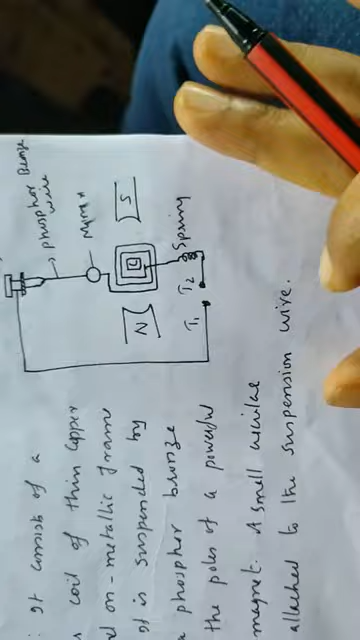 phosphor Bronze
wire
Mirror
S
N
Spring
T2
T1
: It consists of a
coil of thin copper
on-metallic frame
t is suspended by
phosphor bronze
the poles of a powerful
magnet. A small circular
attached to the suspension wire.